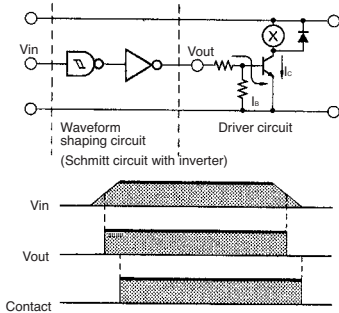 Vin
Vout
X
IC
IB
Waveform
shaping circuit
(Schmitt circuit with inverter)
Driver circuit
Vin
Vout
Contact